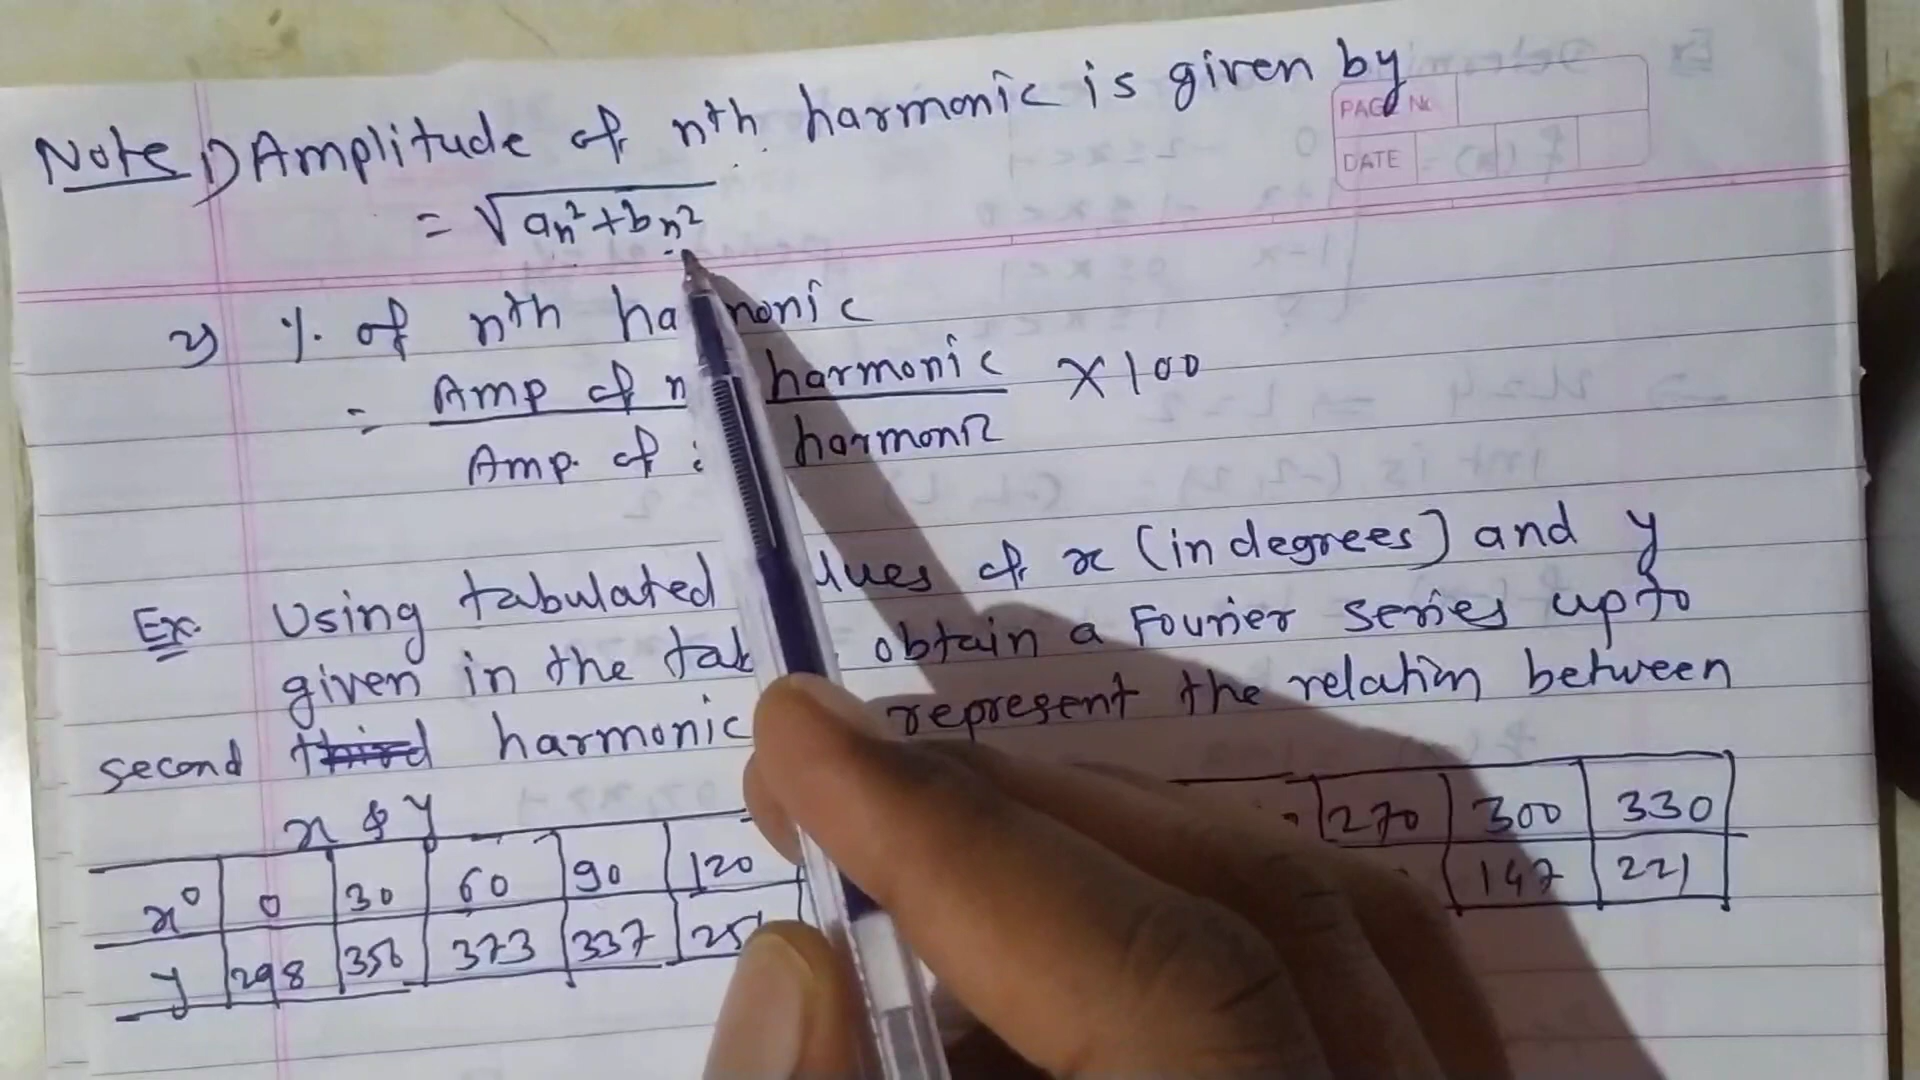 Note 1) Amplitude of nth harmonic is given by
PAGE No.
DATE
= √an²+bn²
2) % of nth ha monic
= Amp of n harmonic × 100
Amp. of harmonic
Ex. Using tabulated lues of x (in degrees) and y
given in the tab obtain a Fourier series upto
second third harmonic represent the relation between
x & y
x° 0 30 60 90 120 270 300 330
y 298 356 373 337 25 147 221